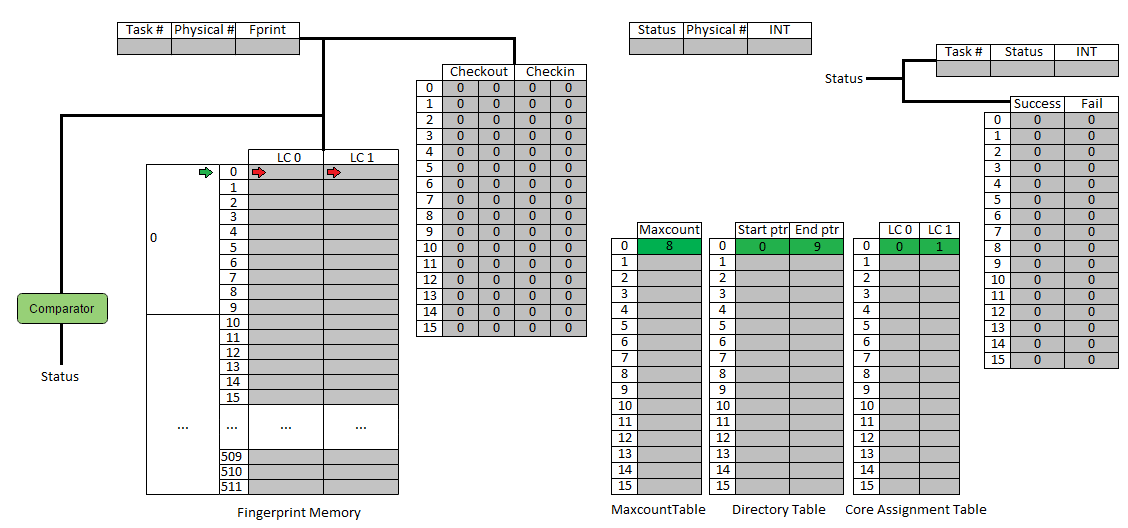 Task # Physical # Fprint
Status Physical # INT
Task # Status INT
Status
Checkout Checkin
0 0 0 0 0
1 0 0 0 0
2 0 0 0 0
3 0 0 0 0
4 0 0 0 0
5 0 0 0 0
6 0 0 0 0
7 0 0 0 0
8 0 0 0 0
9 0 0 0 0
10 0 0 0 0
11 0 0 0 0
12 0 0 0 0
13 0 0 0 0
14 0 0 0 0
15 0 0 0 0
Success Fail
0 0 0
1 0 0
2 0 0
3 0 0
4 0 0
5 0 0
6 0 0
7 0 0
8 0 0
9 0 0
10 0 0
11 0 0
12 0 0
13 0 0
14 0 0
15 0 0
LC 0 LC 1
0
0
1
2
3
4
5
6
7
8
9
10
11
12
13
14
15
... ... ... ...
509
510
511
Fingerprint Memory
Comparator
Status
Maxcount
0 8
1
2
3
4
5
6
7
8
9
10
11
12
13
14
15
MaxcountTable
Start ptr End ptr
0 0 9
1
2
3
4
5
6
7
8
9
10
11
12
13
14
15
Directory Table
LC 0 LC 1
0 0 1
1
2
3
4
5
6
7
8
9
10
11
12
13
14
15
Core Assignment Table